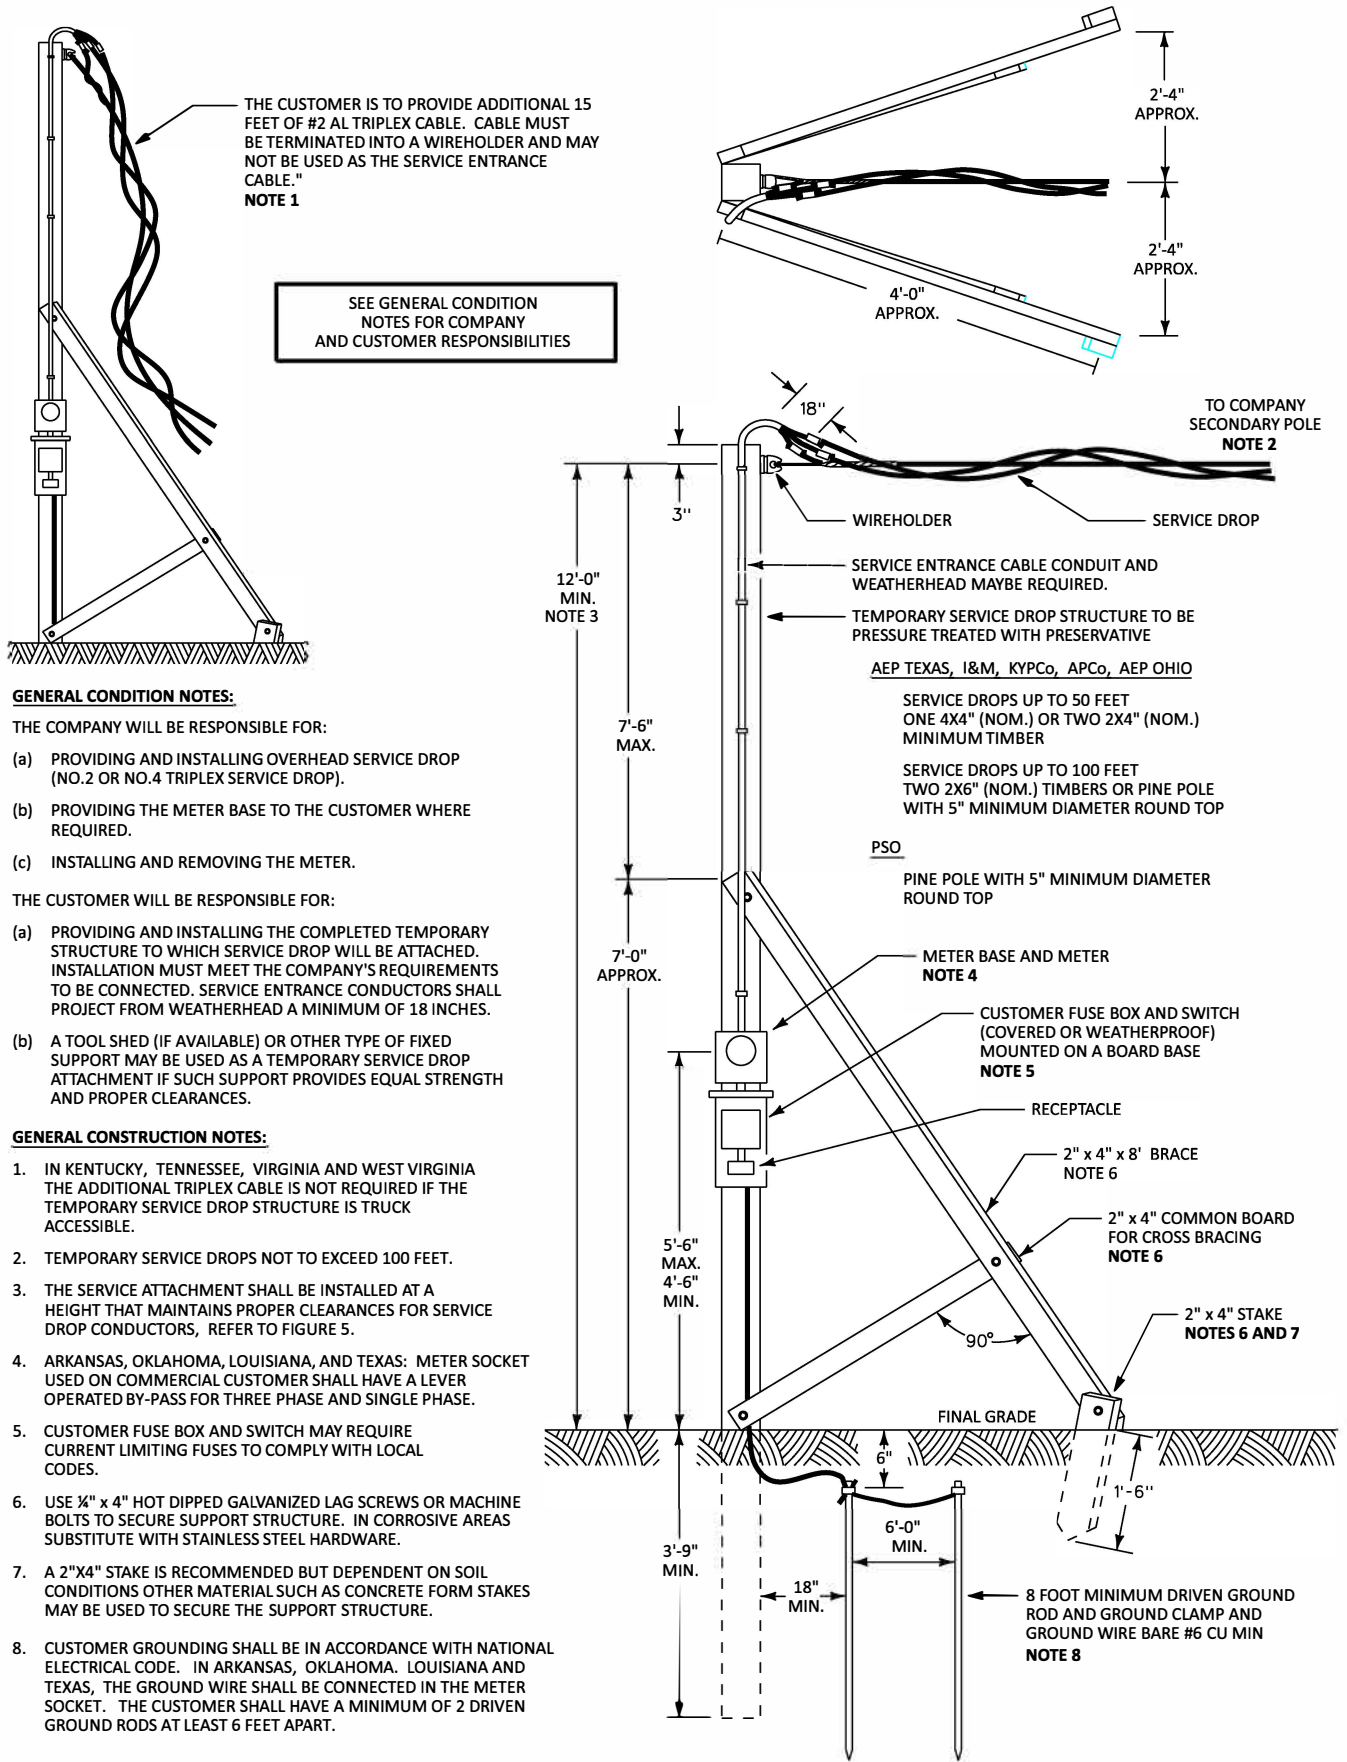 THE CUSTOMER IS TO PROVIDE ADDITIONAL 15
FEET OF #2 AL TRIPLEX CABLE. CABLE MUST
BE TERMINATED INTO A WIREHOLDER AND MAY
NOT BE USED AS THE SERVICE ENTRANCE
CABLE."
NOTE 1
SEE GENERAL CONDITION
NOTES FOR COMPANY
AND CUSTOMER RESPONSIBILITIES
2'-4"
APPROX.
2'-4"
APPROX.
4'-0"
APPROX.
18"
TO COMPANY
SECONDARY POLE
NOTE 2
3"
WIREHOLDER
SERVICE DROP
12'-0"
MIN.
NOTE 3
SERVICE ENTRANCE CABLE CONDUIT AND
WEATHERHEAD MAYBE REQUIRED.
TEMPORARY SERVICE DROP STRUCTURE TO BE
PRESSURE TREATED WITH PRESERVATIVE
AEP TEXAS, I&M, KYPCo, APCo, AEP OHIO
SERVICE DROPS UP TO 50 FEET
ONE 4X4" (NOM.) OR TWO 2X4" (NOM.)
MINIMUM TIMBER
SERVICE DROPS UP TO 100 FEET
TWO 2X6" (NOM.) TIMBERS OR PINE POLE
WITH 5" MINIMUM DIAMETER ROUND TOP
PSO
PINE POLE WITH 5" MINIMUM DIAMETER
ROUND TOP
7'-6"
MAX.
7'-0"
APPROX.
METER BASE AND METER
NOTE 4
CUSTOMER FUSE BOX AND SWITCH
(COVERED OR WEATHERPROOF)
MOUNTED ON A BOARD BASE
NOTE 5
RECEPTACLE
2" x 4" x 8' BRACE
NOTE 6
2" x 4" COMMON BOARD
FOR CROSS BRACING
NOTE 6
5'-6"
MAX.
4'-6"
MIN.
2" x 4" STAKE
NOTES 6 AND 7
90°
FINAL GRADE
6"
1'-6"
6'-0"
MIN.
3'-9"
MIN.
18"
MIN.
8 FOOT MINIMUM DRIVEN GROUND
ROD AND GROUND CLAMP AND
GROUND WIRE BARE #6 CU MIN
NOTE 8
GENERAL CONDITION NOTES:
THE COMPANY WILL BE RESPONSIBLE FOR:
(a) PROVIDING AND INSTALLING OVERHEAD SERVICE DROP
(NO.2 OR NO.4 TRIPLEX SERVICE DROP).
(b) PROVIDING THE METER BASE TO THE CUSTOMER WHERE
REQUIRED.
(c) INSTALLING AND REMOVING THE METER.
THE CUSTOMER WILL BE RESPONSIBLE FOR:
(a) PROVIDING AND INSTALLING THE COMPLETED TEMPORARY
STRUCTURE TO WHICH SERVICE DROP WILL BE ATTACHED.
INSTALLATION MUST MEET THE COMPANY'S REQUIREMENTS
TO BE CONNECTED. SERVICE ENTRANCE CONDUCTORS SHALL
PROJECT FROM WEATHERHEAD A MINIMUM OF 18 INCHES.
(b) A TOOL SHED (IF AVAILABLE) OR OTHER TYPE OF FIXED
SUPPORT MAY BE USED AS A TEMPORARY SERVICE DROP
ATTACHMENT IF SUCH SUPPORT PROVIDES EQUAL STRENGTH
AND PROPER CLEARANCES.
GENERAL CONSTRUCTION NOTES:
1. IN KENTUCKY, TENNESSEE, VIRGINIA AND WEST VIRGINIA
THE ADDITIONAL TRIPLEX CABLE IS NOT REQUIRED IF THE
TEMPORARY SERVICE DROP STRUCTURE IS TRUCK
ACCESSIBLE.
2. TEMPORARY SERVICE DROPS NOT TO EXCEED 100 FEET.
3. THE SERVICE ATTACHMENT SHALL BE INSTALLED AT A
HEIGHT THAT MAINTAINS PROPER CLEARANCES FOR SERVICE
DROP CONDUCTORS, REFER TO FIGURE 5.
4. ARKANSAS, OKLAHOMA, LOUISIANA, AND TEXAS: METER SOCKET
USED ON COMMERCIAL CUSTOMER SHALL HAVE A LEVER
OPERATED BY-PASS FOR THREE PHASE AND SINGLE PHASE.
5. CUSTOMER FUSE BOX AND SWITCH MAY REQUIRE
CURRENT LIMITING FUSES TO COMPLY WITH LOCAL
CODES.
6. USE ¼" x 4" HOT DIPPED GALVANIZED LAG SCREWS OR MACHINE
BOLTS TO SECURE SUPPORT STRUCTURE. IN CORROSIVE AREAS
SUBSTITUTE WITH STAINLESS STEEL HARDWARE.
7. A 2"X4" STAKE IS RECOMMENDED BUT DEPENDENT ON SOIL
CONDITIONS OTHER MATERIAL SUCH AS CONCRETE FORM STAKES
MAY BE USED TO SECURE THE SUPPORT STRUCTURE.
8. CUSTOMER GROUNDING SHALL BE IN ACCORDANCE WITH NATIONAL
ELECTRICAL CODE. IN ARKANSAS, OKLAHOMA. LOUISIANA AND
TEXAS, THE GROUND WIRE SHALL BE CONNECTED IN THE METER
SOCKET. THE CUSTOMER SHALL HAVE A MINIMUM OF 2 DRIVEN
GROUND RODS AT LEAST 6 FEET APART.